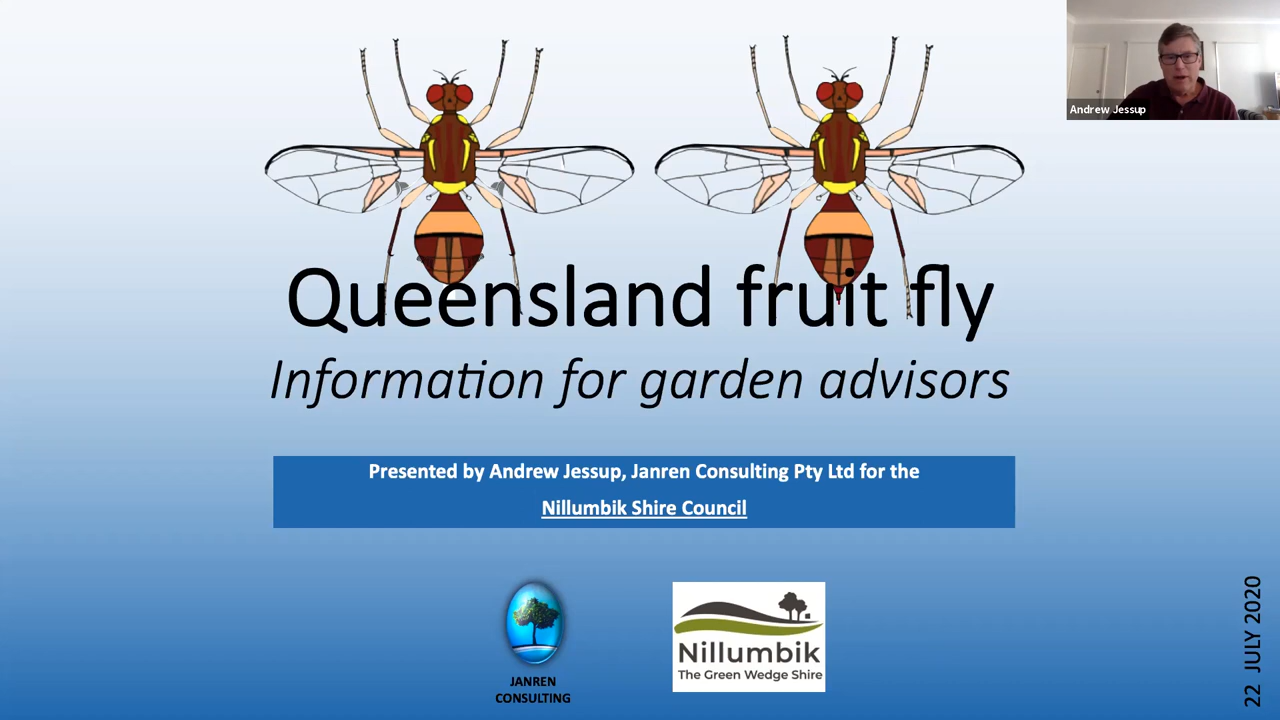 Andrew Jessup
Queensland fruit fly
Information for garden advisors
Presented by Andrew Jessup, Janren Consulting Pty Ltd for the
Nillumbik Shire Council
JANREN
CONSULTING
Nillumbik
The Green Wedge Shire
22 JULY 2020